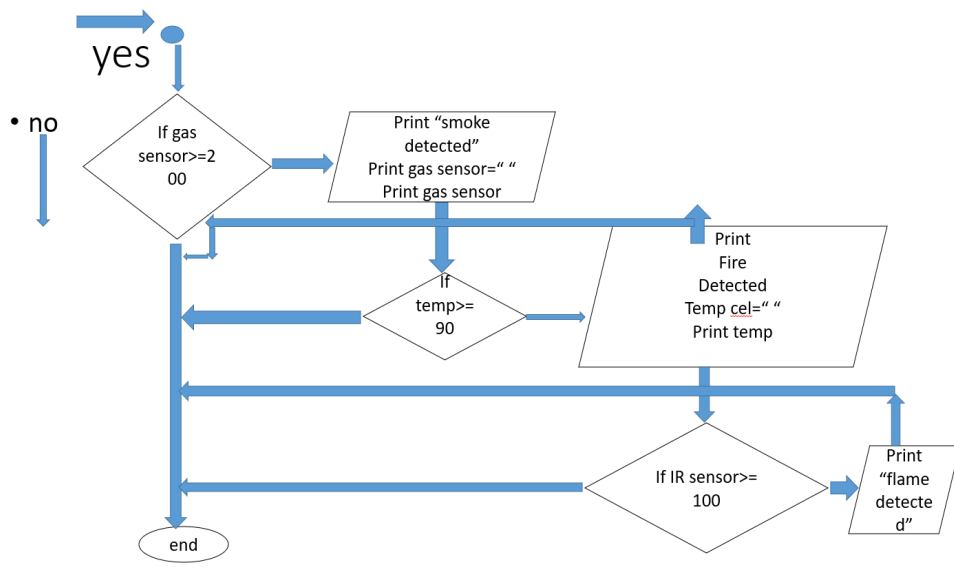 yes
• no
If gas
sensor>=2
00
Print “smoke
detected”
Print gas sensor=“ “
Print gas sensor
If
temp>=
90
Print
Fire
Detected
Temp cel=“ “
Print temp
If IR sensor>=
100
Print
“flame
detecte
d”
end